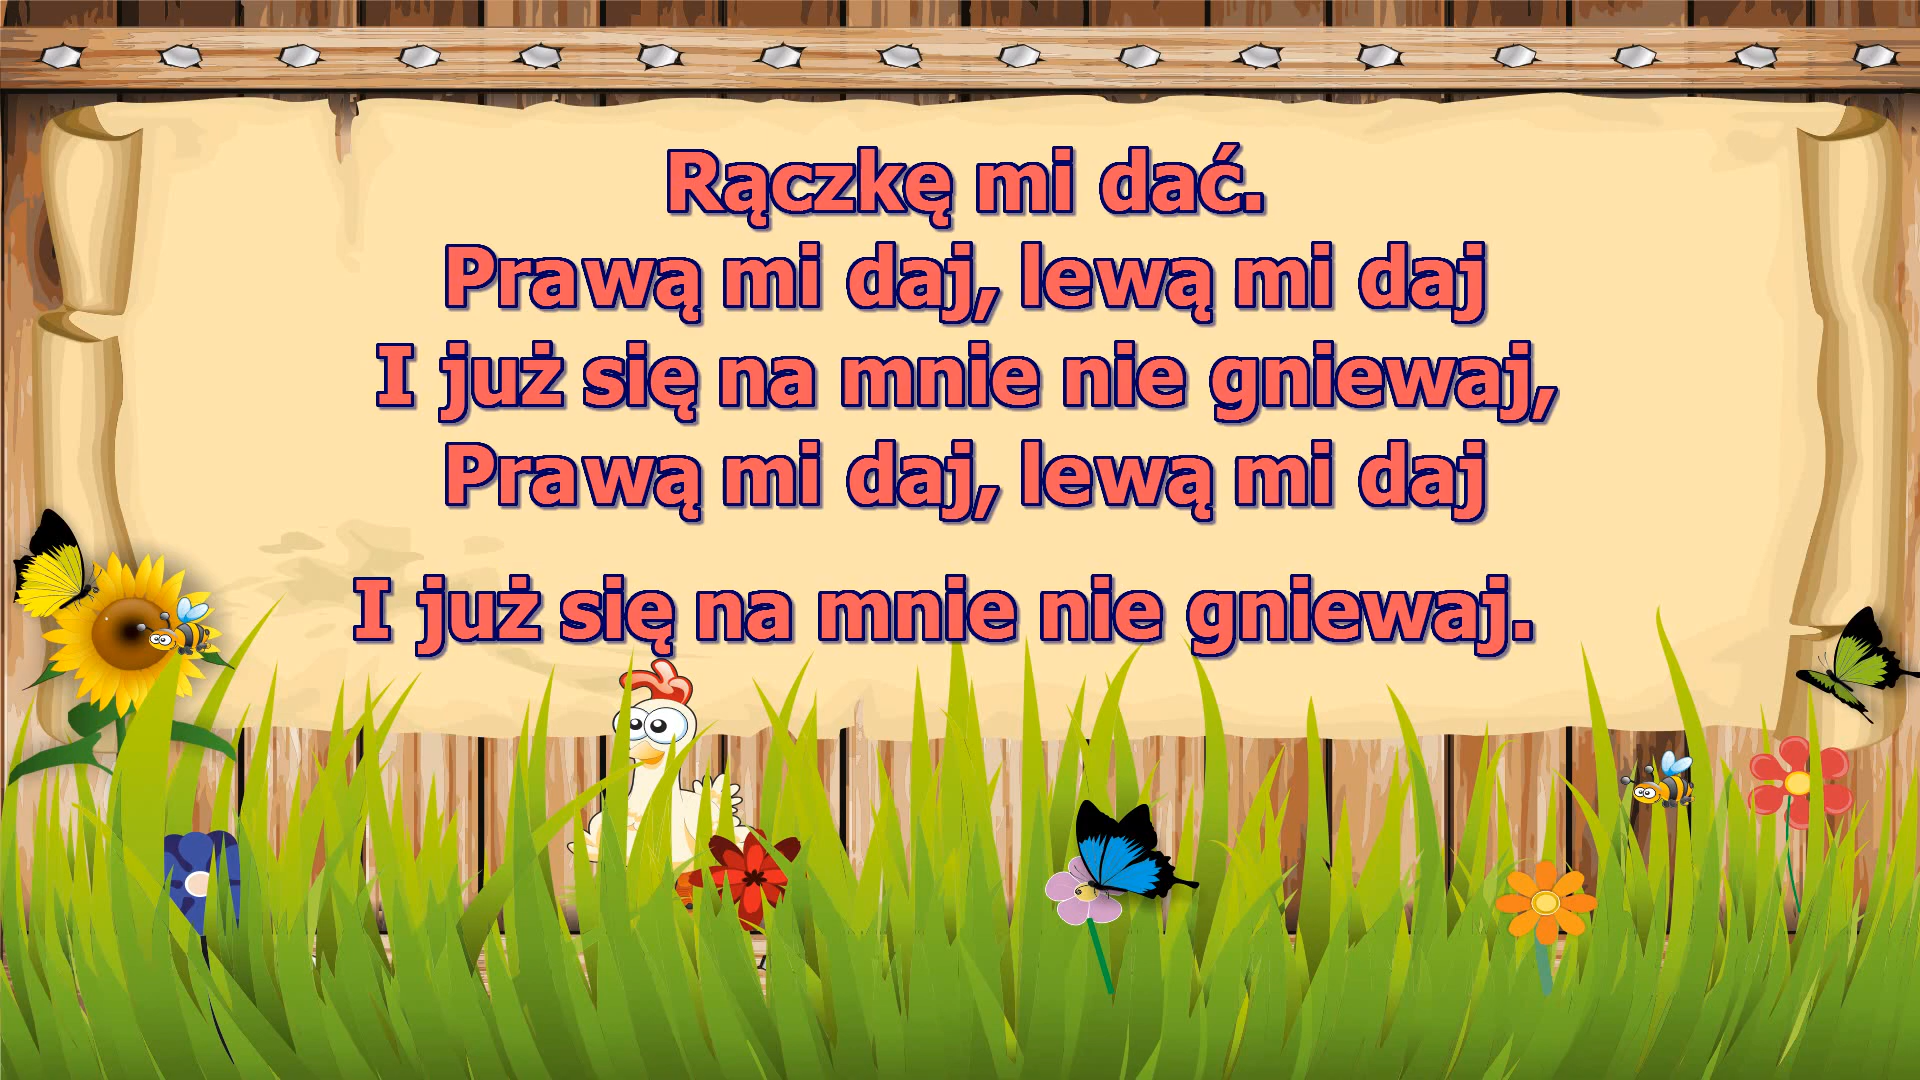 Rączkę mi dać.
Prawą mi daj, lewą mi daj
I już się na mnie nie gniewaj,
Prawą mi daj, lewą mi daj
I już się na mnie nie gniewaj.